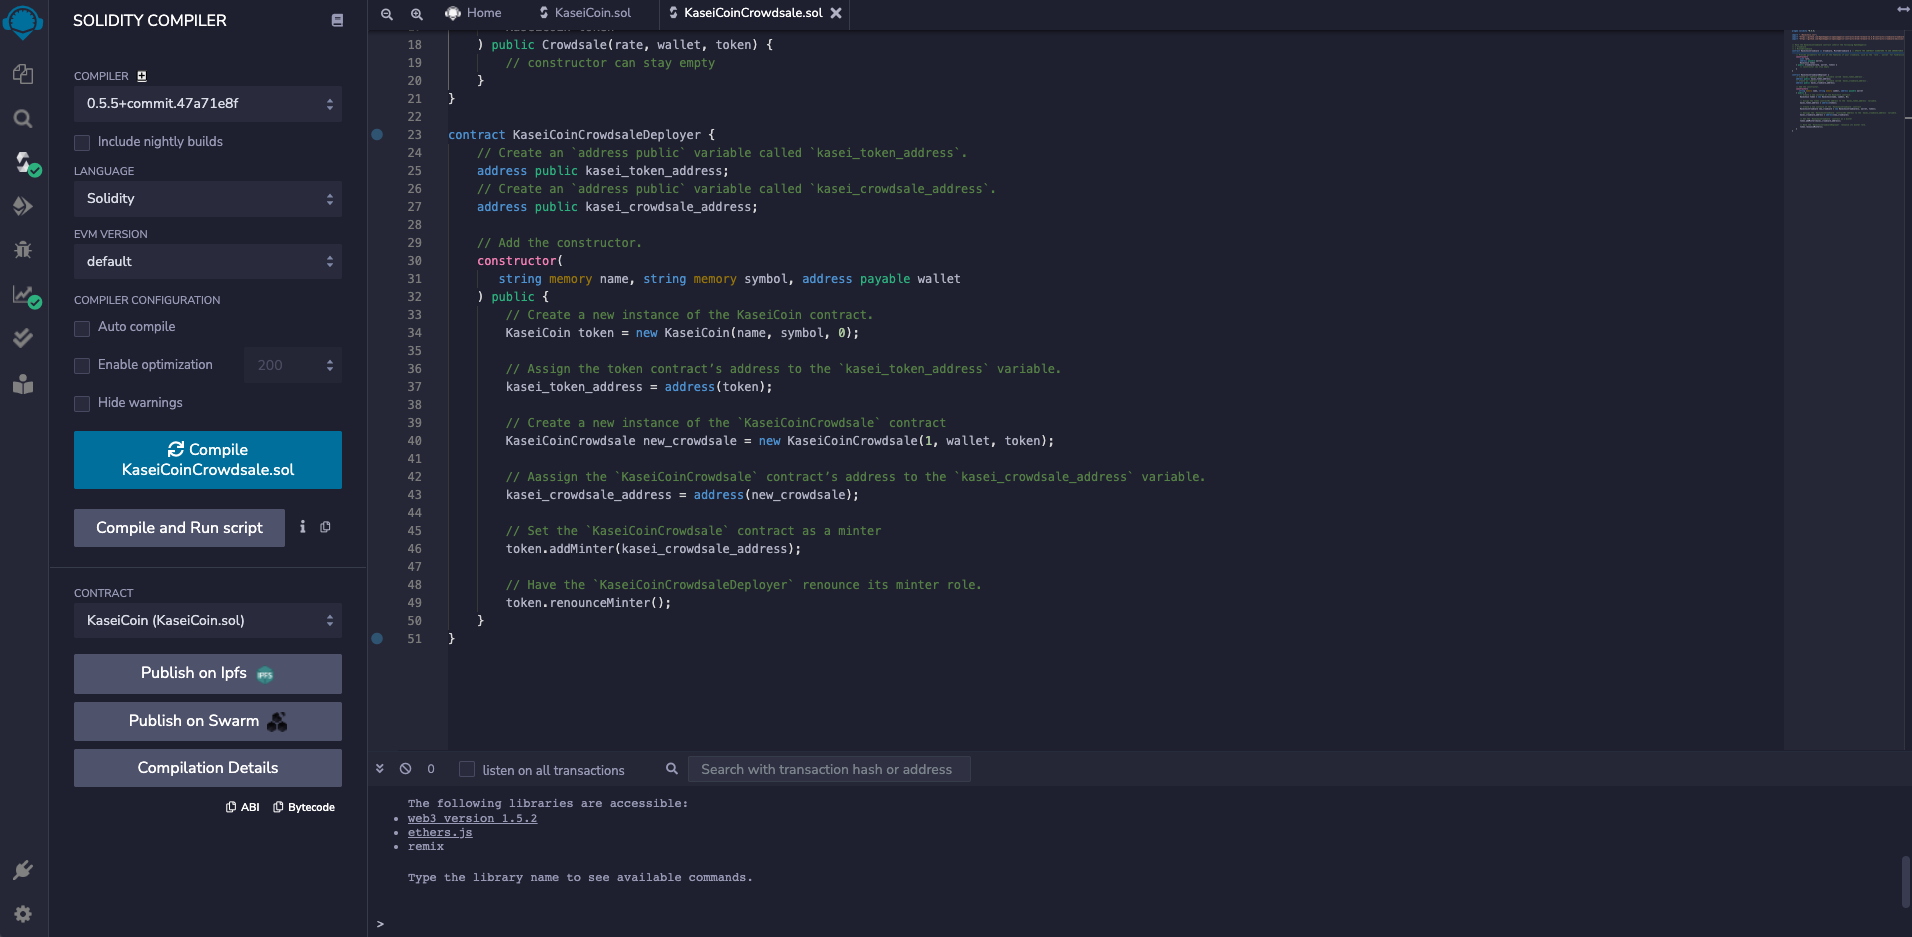 SOLIDITY COMPILER
COMPILER
0.5.5+commit.47a71e8f
Include nightly builds
LANGUAGE
Solidity
EVM VERSION
default
COMPILER CONFIGURATION
Auto compile
Enable optimization
200
Hide warnings
Compile
KaseiCoinCrowdsale.sol
Compile and Run script
CONTRACT
KaseiCoin (KaseiCoin.sol)
Publish on Ipfs
IPFS
Publish on Swarm
Compilation Details
ABI Bytecode
Home KaseiCoin.sol KaseiCoinCrowdsale.sol
18 ) public Crowdsale(rate, wallet, token) {
19 // constructor can stay empty
20 }
21 }
22
23 contract KaseiCoinCrowdsaleDeployer {
24 // Create an `address public` variable called `kasei_token_address`.
25 address public kasei_token_address;
26 // Create an `address public` variable called `kasei_crowdsale_address`.
27 address public kasei_crowdsale_address;
28
29 // Add the constructor.
30 constructor(
31 string memory name, string memory symbol, address payable wallet
32 ) public {
33 // Create a new instance of the KaseiCoin contract.
34 KaseiCoin token = new KaseiCoin(name, symbol, 0);
35
36 // Assign the token contract’s address to the `kasei_token_address` variable.
37 kasei_token_address = address(token);
38
39 // Create a new instance of the `KaseiCoinCrowdsale` contract
40 KaseiCoinCrowdsale new_crowdsale = new KaseiCoinCrowdsale(1, wallet, token);
41
42 // Aassign the `KaseiCoinCrowdsale` contract’s address to the `kasei_crowdsale_address` variable.
43 kasei_crowdsale_address = address(new_crowdsale);
44
45 // Set the `KaseiCoinCrowdsale` contract as a minter
46 token.addMinter(kasei_crowdsale_address);
47
48 // Have the `KaseiCoinCrowdsaleDeployer` renounce its minter role.
49 token.renounceMinter();
50 }
51 }
0 listen on all transactions Search with transaction hash or address
The following libraries are accessible:
• web3 version 1.5.2
• ethers.js
• remix
Type the library name to see available commands.
>